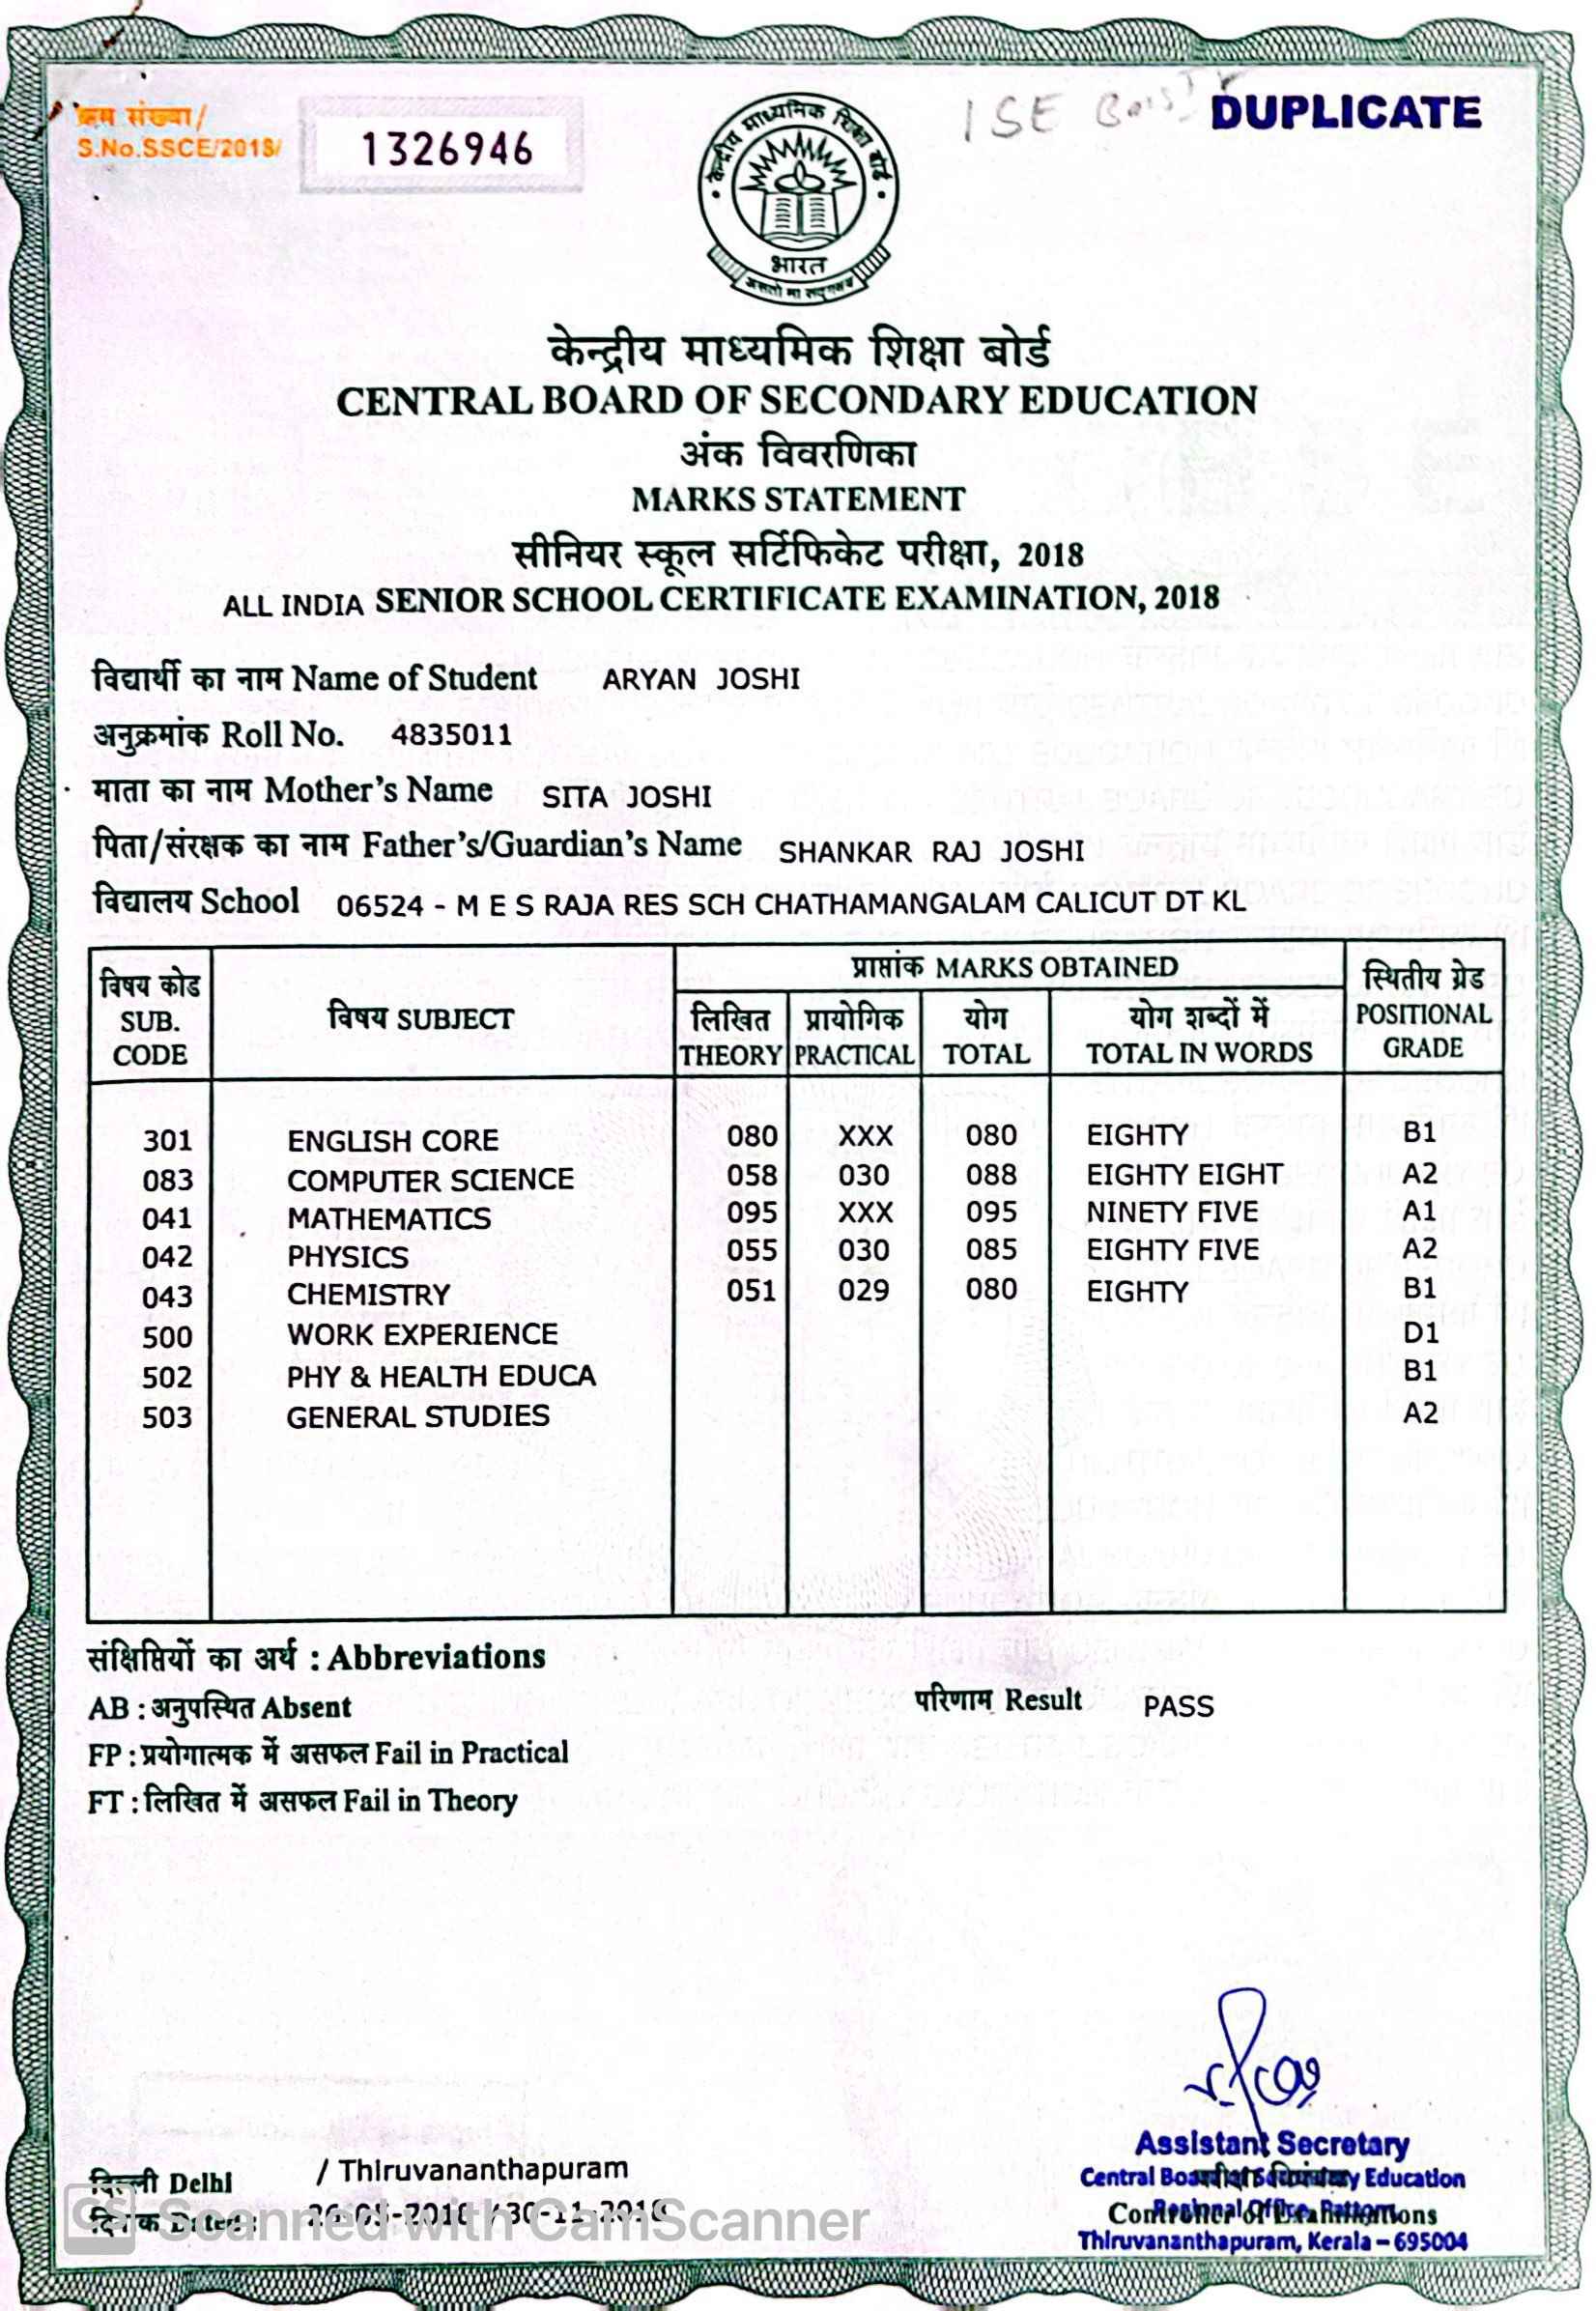 क्रम संख्या/
S.No.SSCE/2018/
1326946
ISE
DUPLICATE
केन्द्रीय माध्यमिक शिक्षा बोर्ड
भारत
असतो मा सद्गमय
केन्द्रीय माध्यमिक शिक्षा बोर्ड
CENTRAL BOARD OF SECONDARY EDUCATION
अंक विवरणिका
MARKS STATEMENT
सीनियर स्कूल सर्टिफिकेट परीक्षा, 2018
ALL INDIA SENIOR SCHOOL CERTIFICATE EXAMINATION, 2018
विद्यार्थी का नाम Name of Student ARYAN JOSHI
अनुक्रमांक Roll No. 4835011
माता का नाम Mother's Name SITA JOSHI
पिता/संरक्षक का नाम Father's/Guardian's Name SHANKAR RAJ JOSHI
विद्यालय School 06524 - M E S RAJA RES SCH CHATHAMANGALAM CALICUT DT KL
विषय कोड SUB. CODE
विषय SUBJECT
प्राप्तांक MARKS OBTAINED
लिखित THEORY
प्रायोगिक PRACTICAL
योग TOTAL
योग शब्दों में TOTAL IN WORDS
स्थितीय ग्रेड POSITIONAL GRADE
301 ENGLISH CORE 080 XXX 080 EIGHTY B1
083 COMPUTER SCIENCE 058 030 088 EIGHTY EIGHT A2
041 MATHEMATICS 095 XXX 095 NINETY FIVE A1
042 PHYSICS 055 030 085 EIGHTY FIVE A2
043 CHEMISTRY 051 029 080 EIGHTY B1
500 WORK EXPERIENCE D1
502 PHY & HEALTH EDUCA B1
503 GENERAL STUDIES A2
संक्षिप्तियों का अर्थ : Abbreviations
AB : अनुपस्थित Absent
परिणाम Result PASS
FP : प्रयोगात्मक में असफल Fail in Practical
FT : लिखित में असफल Fail in Theory
दिल्ली Delhi / Thiruvananthapuram
दिनांक Dated: 26-05-2018 / 30-11-2018
Assistant Secretary
Central Board of Secondary Education
परीक्षा नियंत्रक
Regional Office, Pattom,
Controller of Examinations
Thiruvananthapuram, Kerala – 695004
CS Scanned with CamScanner